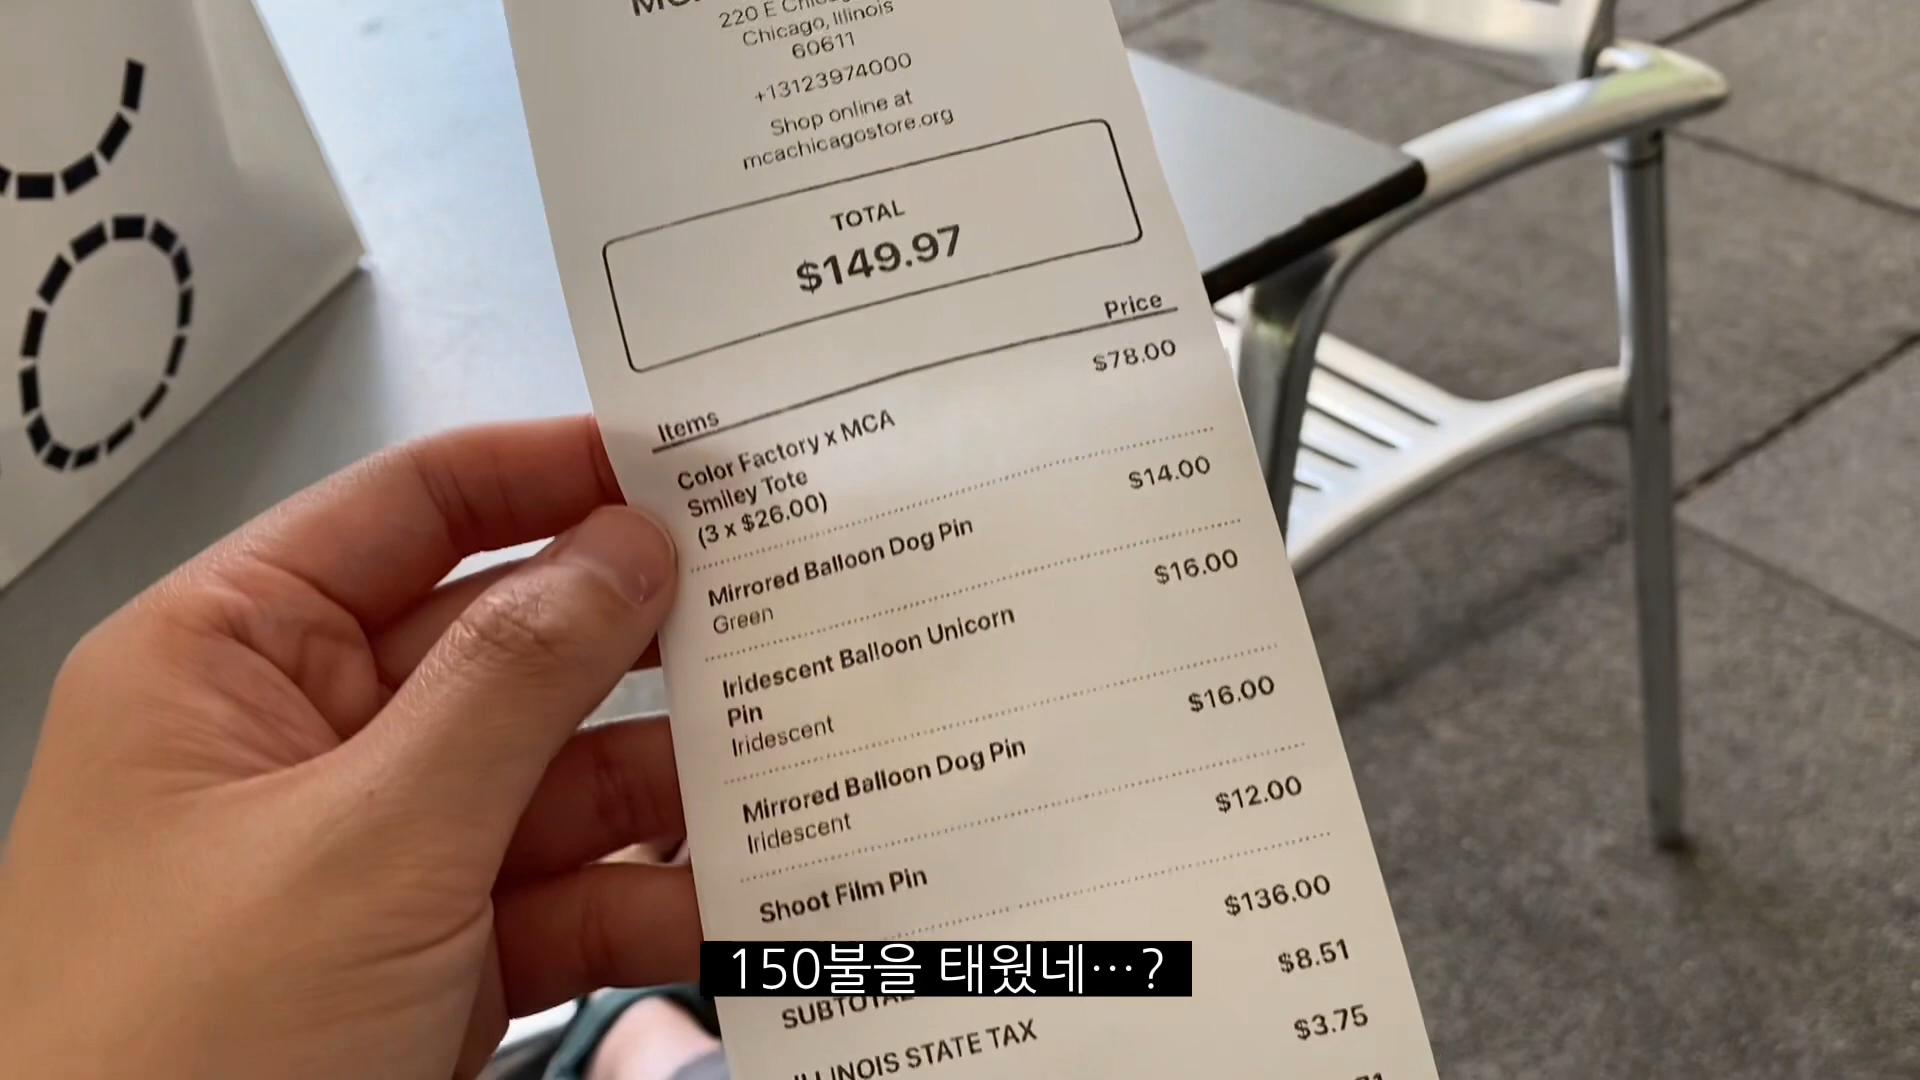 220 E
Chicago, Illinois
60611
+13123974000
Shop online at
mcachicagostore.org
TOTAL
$149.97
Items Price
Color Factory x MCA $78.00
Smiley Tote
(3 x $26.00)
Mirrored Balloon Dog Pin $14.00
Green
Iridescent Balloon Unicorn $16.00
Pin
Iridescent
Mirrored Balloon Dog Pin $16.00
Iridescent
Shoot Film Pin $12.00
SUBTOTAL $136.00
ILLINOIS STATE TAX $8.51
$3.75
150불을 태웠네…?